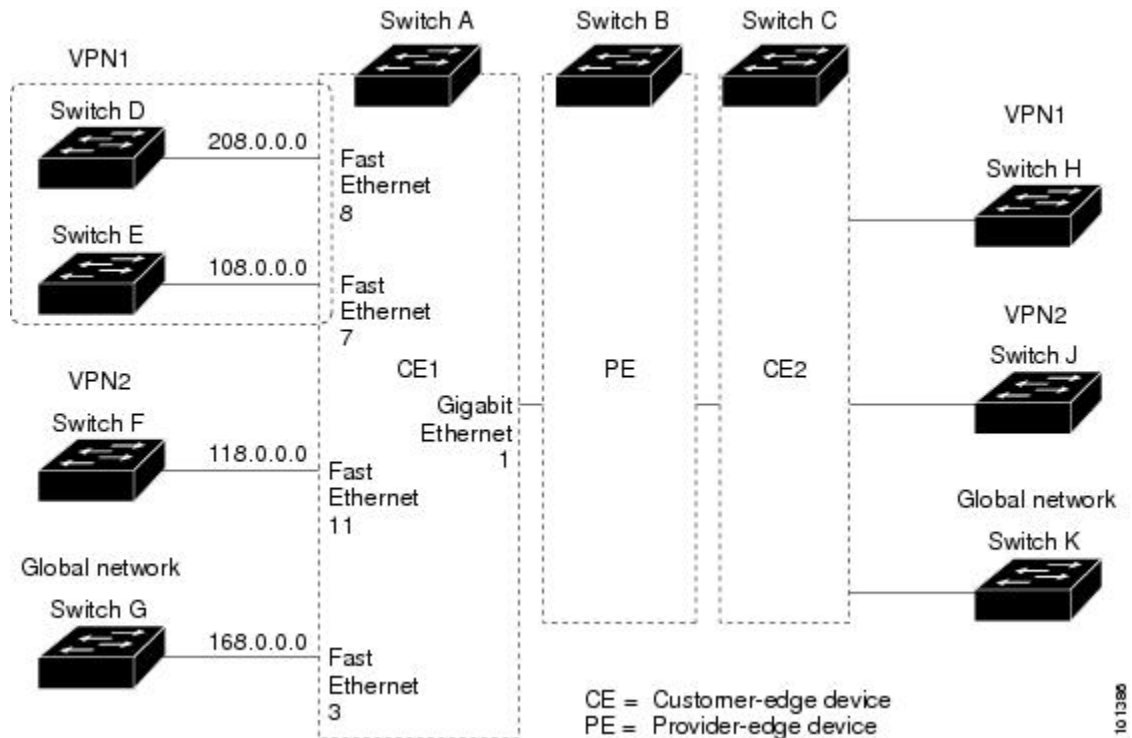 Switch A
Switch B
Switch C
VPN1
Switch D
208.0.0.0
Fast
Ethernet
8
Switch E
108.0.0.0
Fast
Ethernet
7
VPN2
Switch F
118.0.0.0
Fast
Ethernet
11
Global network
Switch G
168.0.0.0
Fast
Ethernet
3
CE1
Gigabit
Ethernet
1
PE
CE2
VPN1
Switch H
VPN2
Switch J
Global network
Switch K
CE = Customer-edge device
PE = Provider-edge device
101386